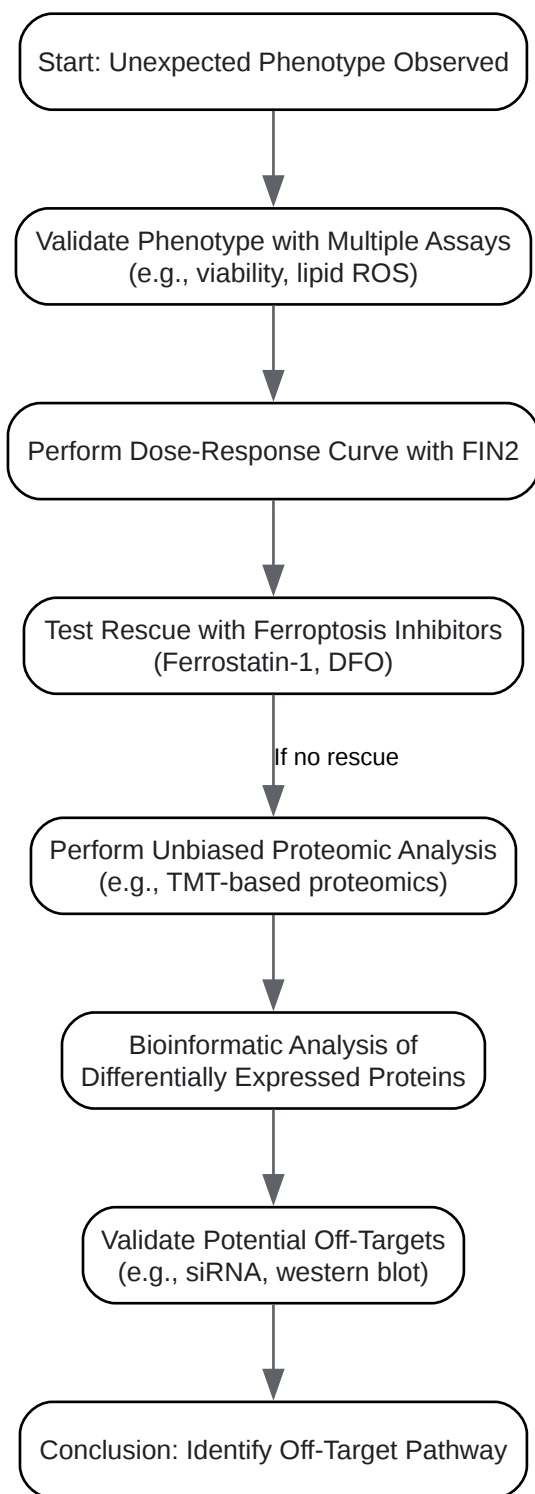 Start: Unexpected Phenotype Observed
Validate Phenotype with Multiple Assays
(e.g., viability, lipid ROS)
Perform Dose-Response Curve with FIN2
Test Rescue with Ferroptosis Inhibitors
(Ferrostatin-1, DFO)
If no rescue
Perform Unbiased Proteomic Analysis
(e.g., TMT-based proteomics)
Bioinformatic Analysis of
Differentially Expressed Proteins
Validate Potential Off-Targets
(e.g., siRNA, western blot)
Conclusion: Identify Off-Target Pathway